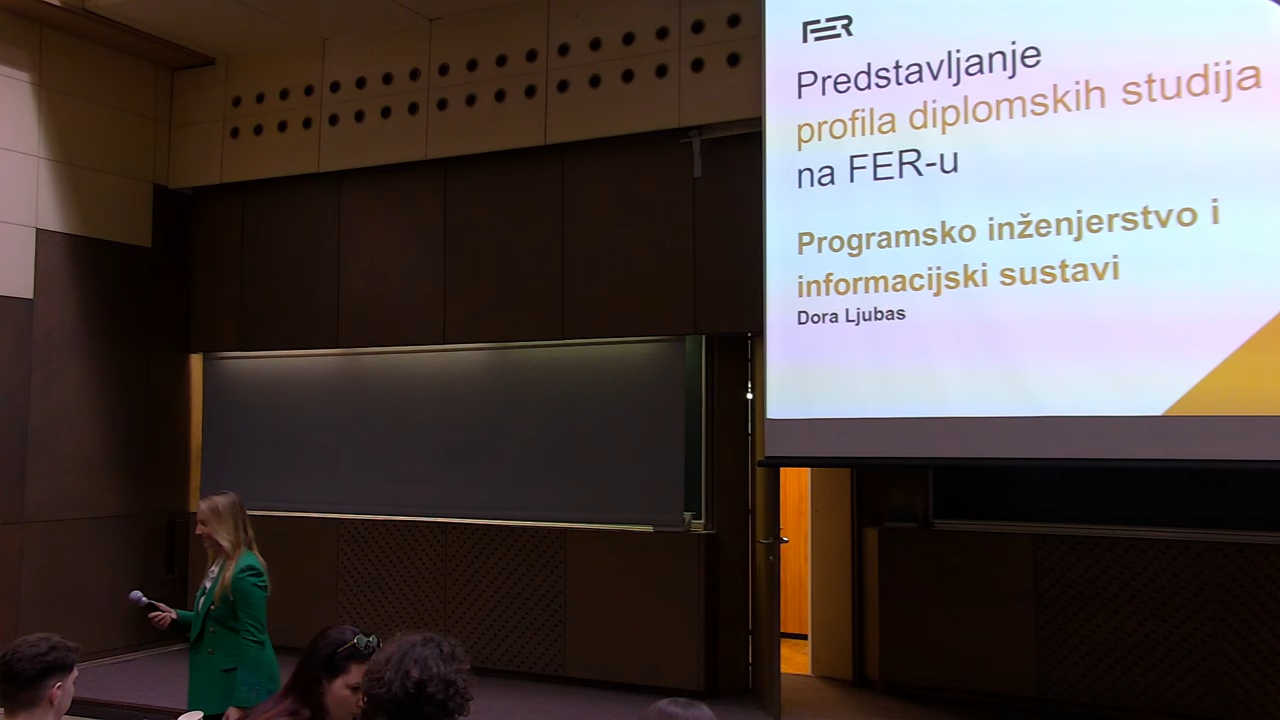 FER
Predstavljanje
profila diplomskih studija
na FER-u
Programsko inženjerstvo i
informacijski sustavi
Dora Ljubas